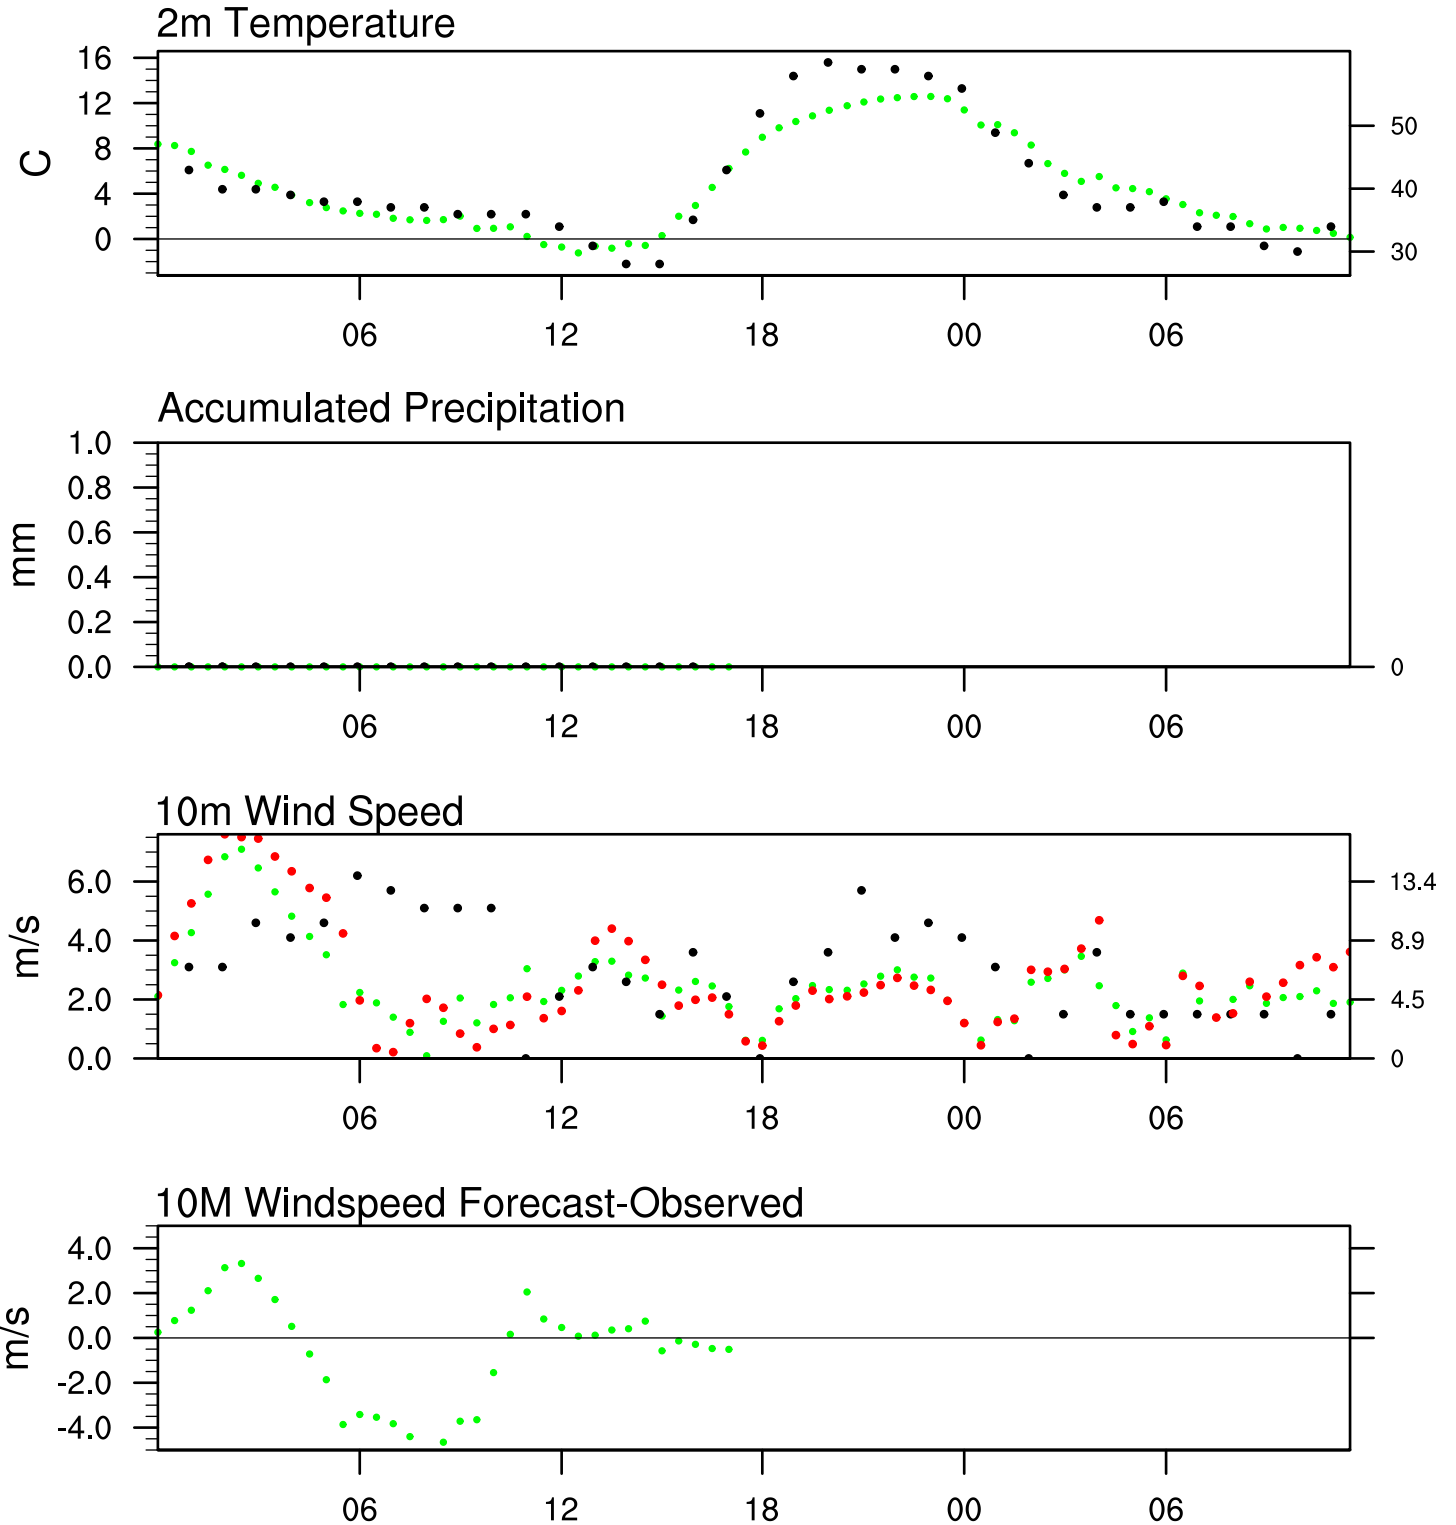 2m Temperature
16
12
8
4
0
C
50
40
30
06 12 18 00 06
Accumulated Precipitation
1.0
0.8
0.6
0.4
0.2
0.0
mm
0
06 12 18 00 06
10m Wind Speed
6.0
4.0
2.0
0.0
m/s
13.4
8.9
4.5
0
06 12 18 00 06
10M Windspeed Forecast-Observed
4.0
2.0
0.0
-2.0
-4.0
m/s
06 12 18 00 06